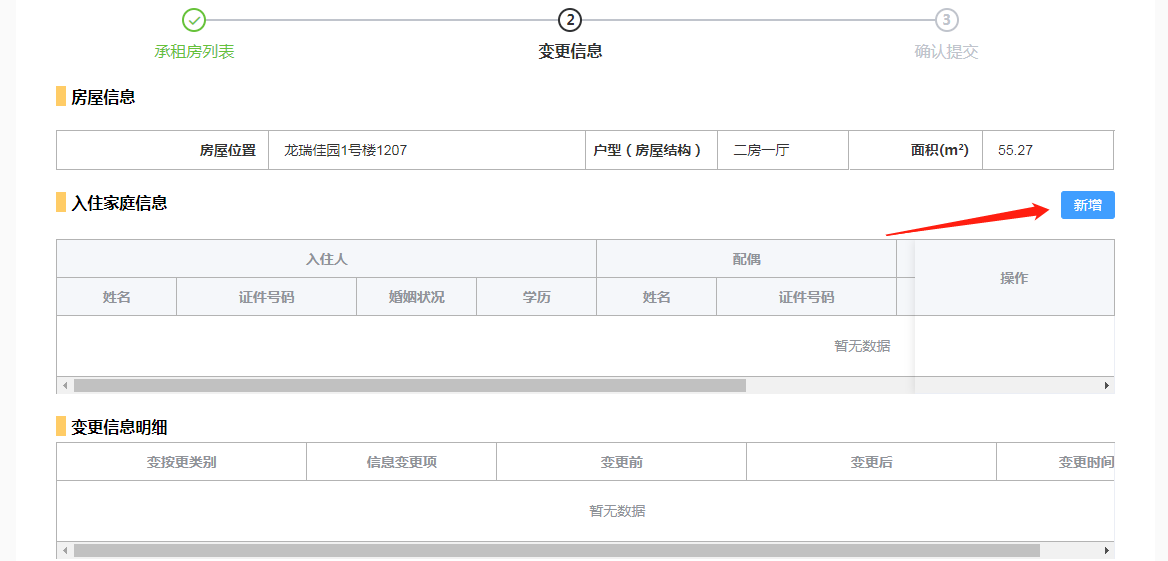 2
3
承租房列表
变更信息
确认提交
房屋信息
房屋位置 龙瑞佳园1号楼1207 户型（房屋结构） 二房一厅 面积(m²) 55.27
入住家庭信息
新增
入住人 配偶 操作
姓名 证件号码 婚姻状况 学历 姓名 证件号码
暂无数据
变更信息明细
变按更类别 信息变更项 变更前 变更后 变更时间
暂无数据